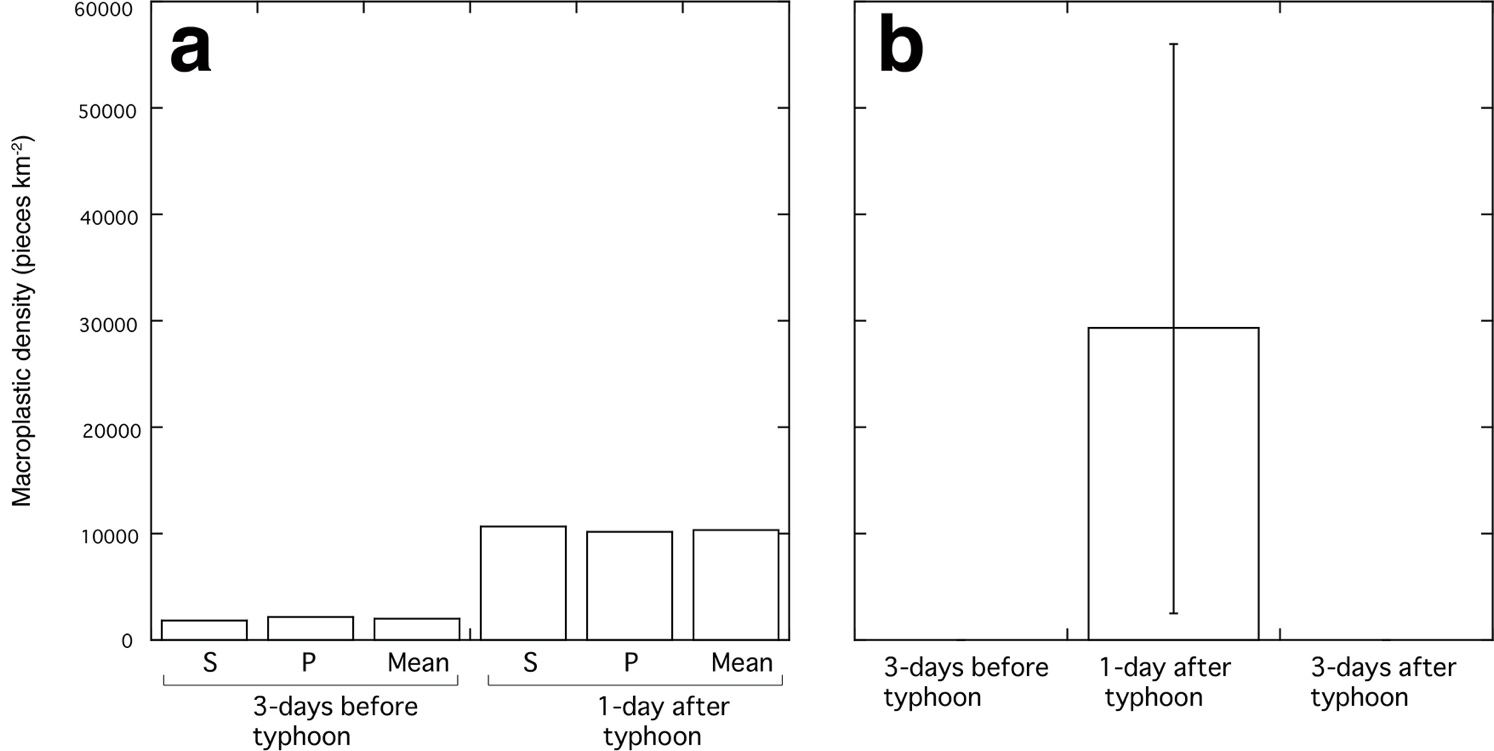 a
b
Macroplastic density (pieces km-2)
60000
50000
40000
30000
20000
10000
0
S P Mean S P Mean
3-days before
typhoon
1-day after
typhoon
3-days before
typhoon
1-day after
typhoon
3-days after
typhoon